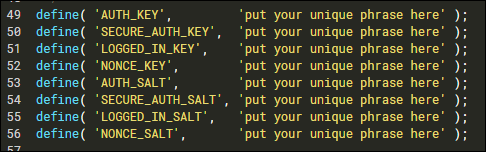 49 define( 'AUTH_KEY',         'put your unique phrase here' );
50 define( 'SECURE_AUTH_KEY',  'put your unique phrase here' );
51 define( 'LOGGED_IN_KEY',    'put your unique phrase here' );
52 define( 'NONCE_KEY',        'put your unique phrase here' );
53 define( 'AUTH_SALT',        'put your unique phrase here' );
54 define( 'SECURE_AUTH_SALT', 'put your unique phrase here' );
55 define( 'LOGGED_IN_SALT',   'put your unique phrase here' );
56 define( 'NONCE_SALT',       'put your unique phrase here' );